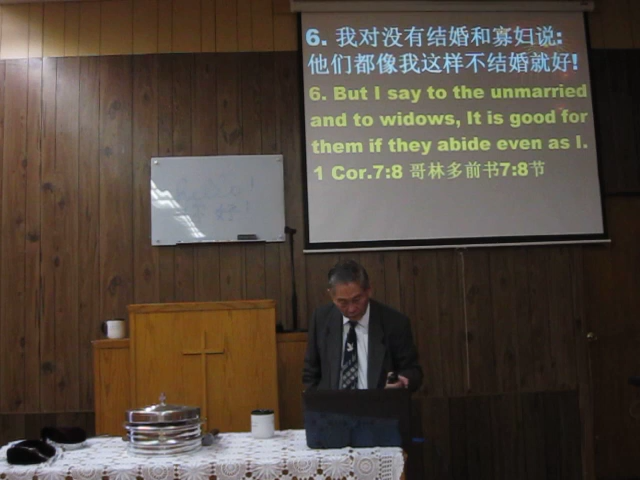 6. 我对没有结婚和寡妇说:
他们都像我这样不结婚就好!
6. But I say to the unmarried
and to widows, It is good for
them if they abide even as I.
1 Cor.7:8 哥林多前书7:8节